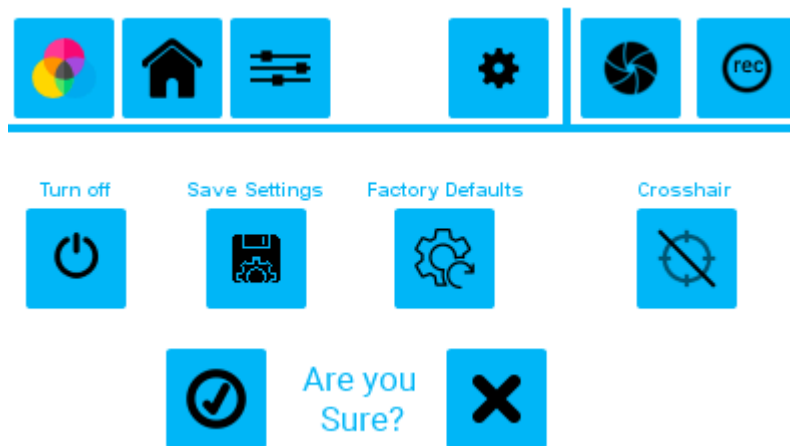 rec
Turn off
Save Settings
Factory Defaults
Crosshair
Are you
Sure?